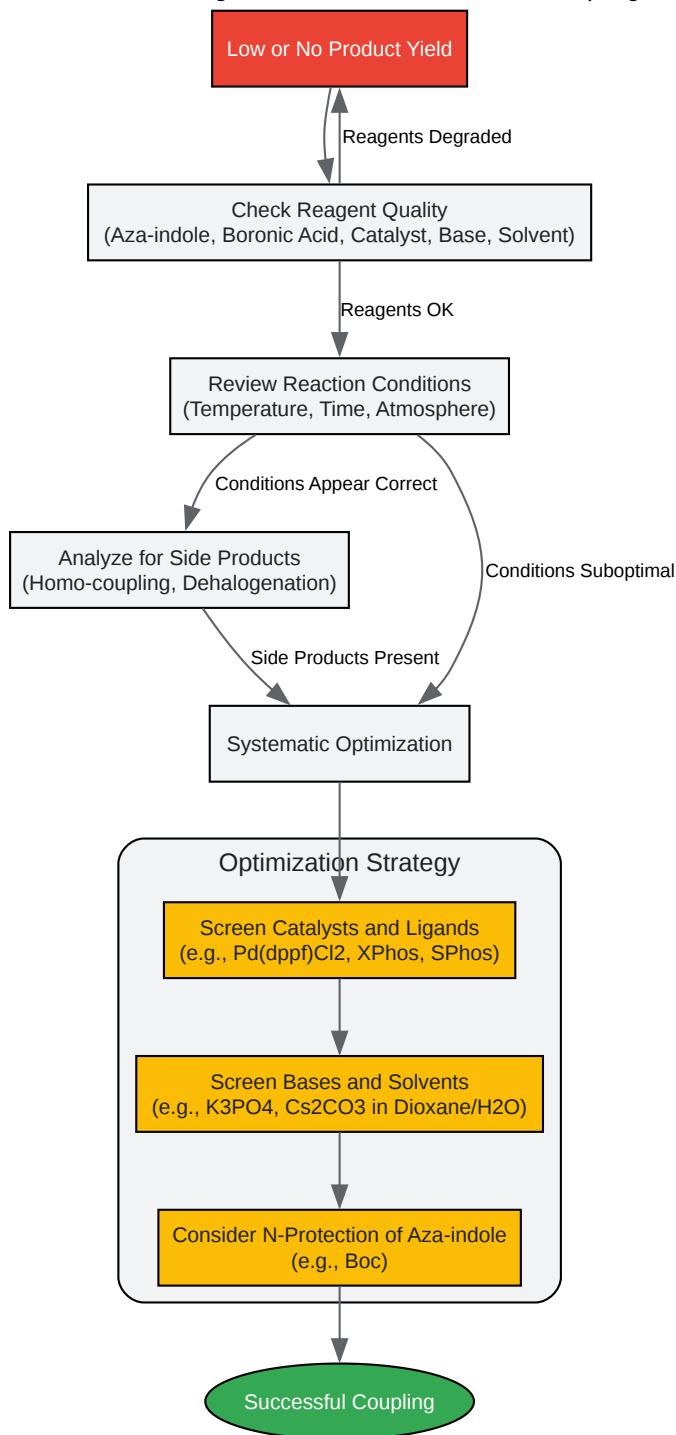 Low or No Product Yield
Reagents Degraded
Check Reagent Quality
(Aza-indole, Boronic Acid, Catalyst, Base, Solvent)
Reagents OK
Review Reaction Conditions
(Temperature, Time, Atmosphere)
Conditions Appear Correct
Analyze for Side Products
(Homo-coupling, Dehalogenation)
Conditions Suboptimal
Side Products Present
Systematic Optimization
Optimization Strategy
Screen Catalysts and Ligands
(e.g., Pd(dppf)Cl2, XPhos, SPhos)
Screen Bases and Solvents
(e.g., K3PO4, Cs2CO3 in Dioxane/H2O)
Consider N-Protection of Aza-indole
(e.g., Boc)
Successful Coupling